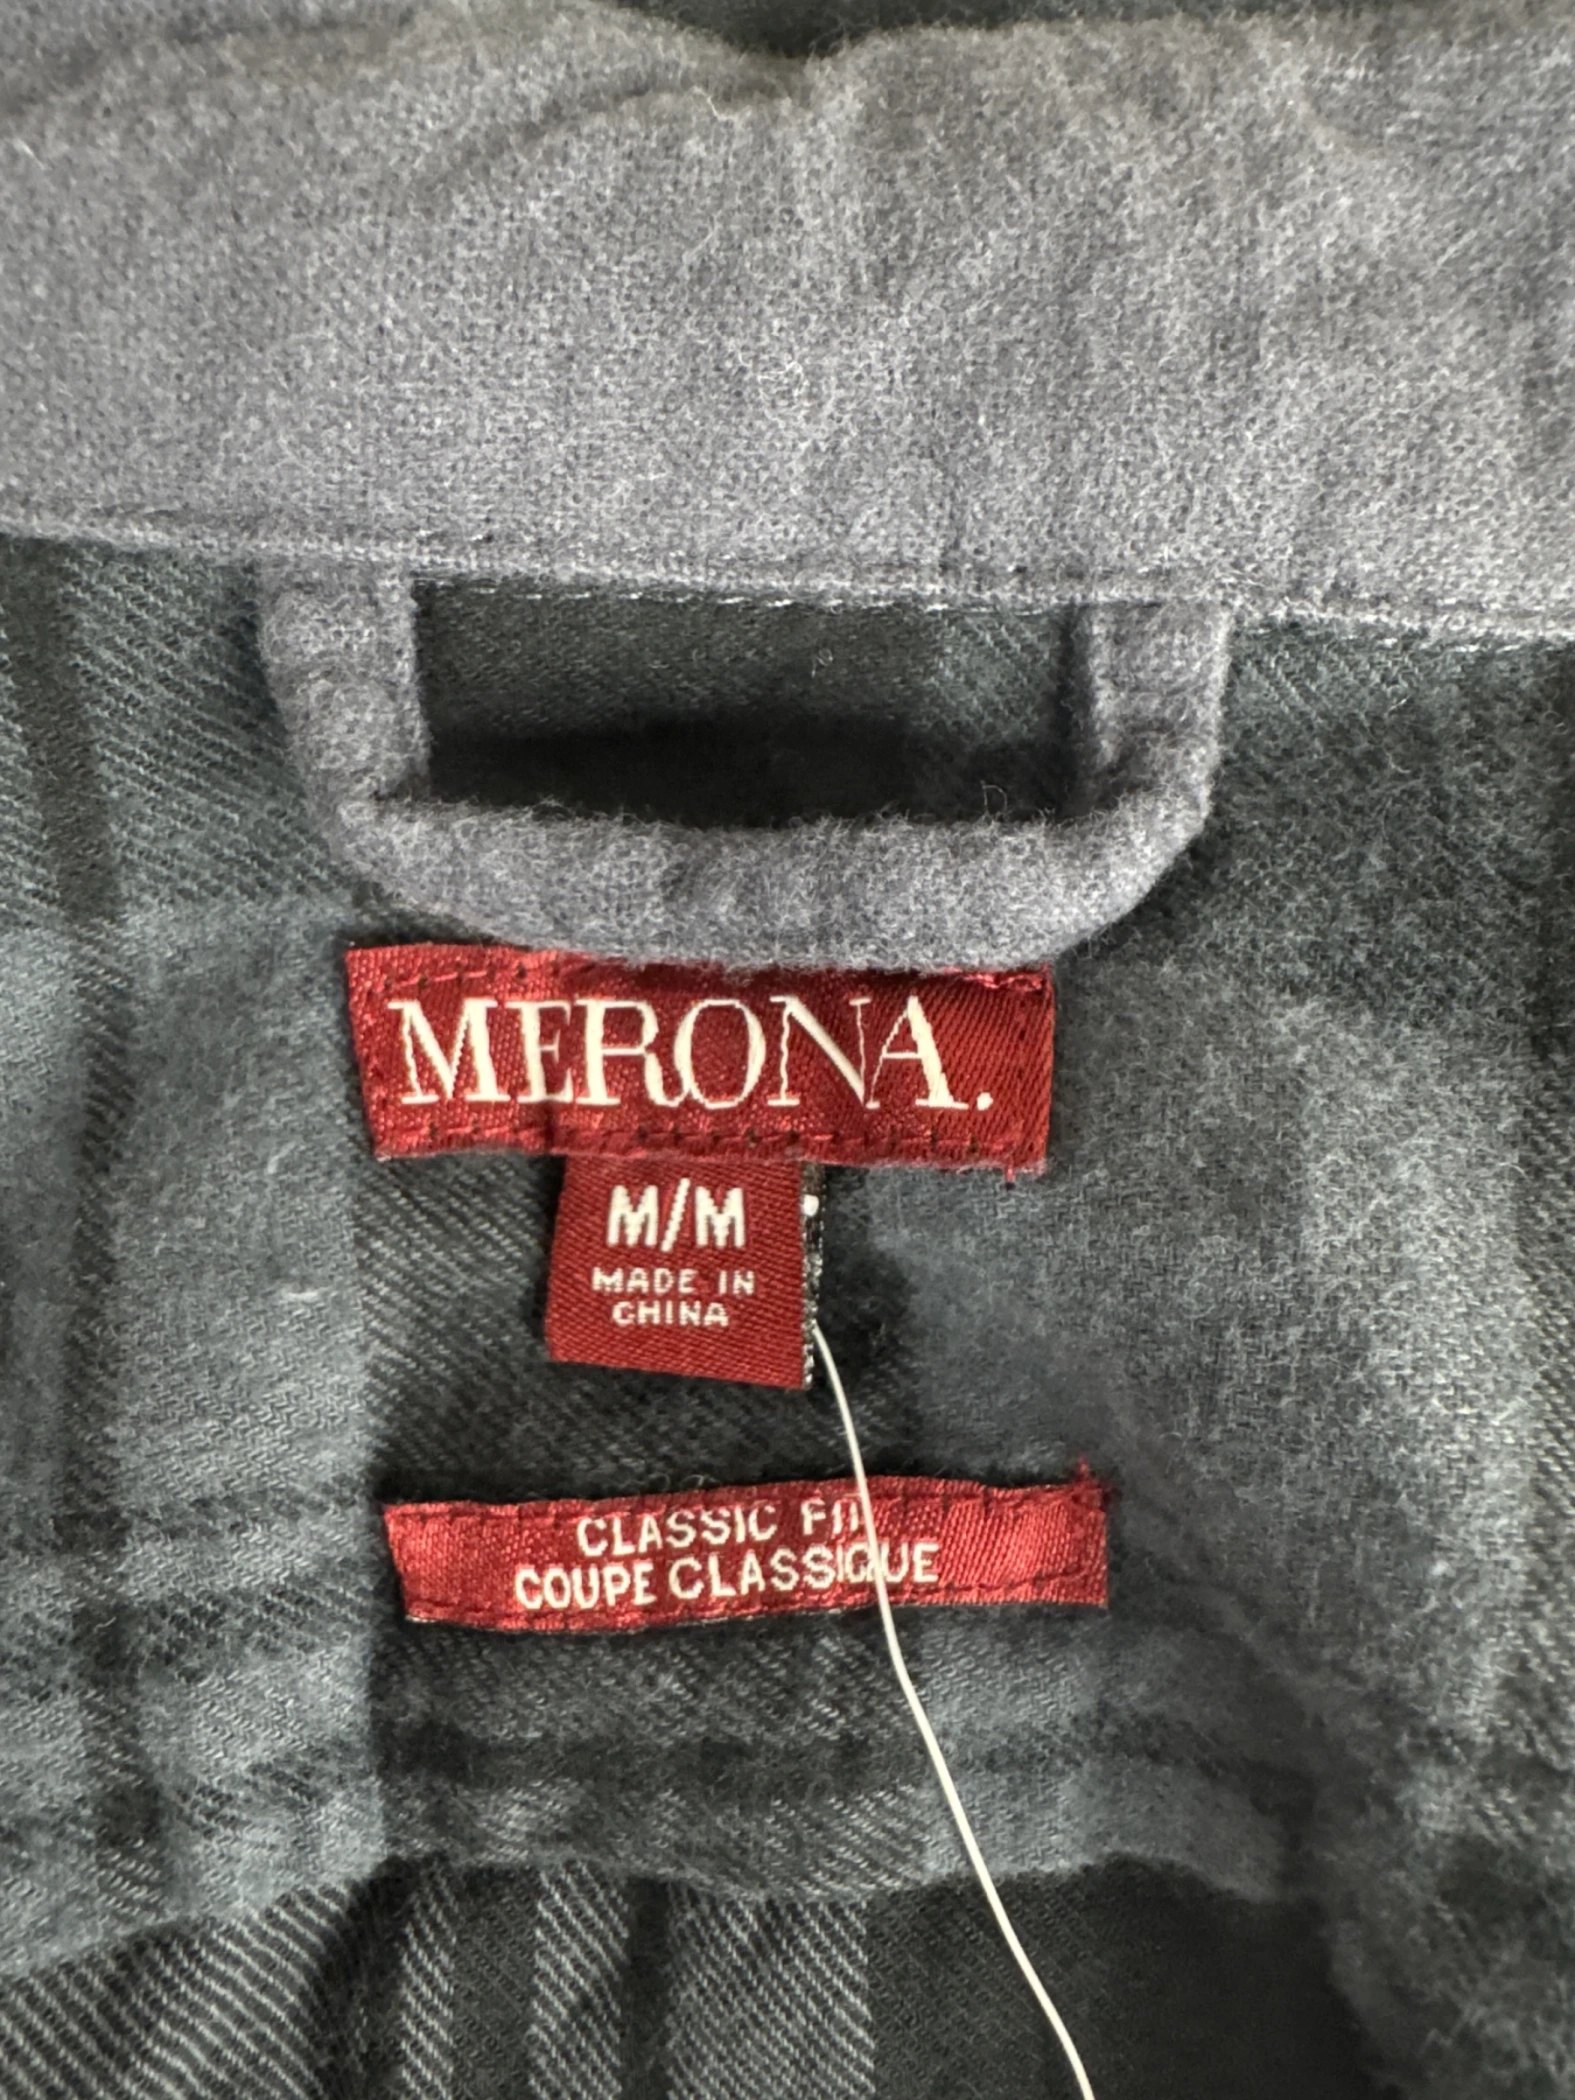 MERONA.
M/M
MADE IN
CHINA
CLASSIC FIT
COUPE CLASSIQUE